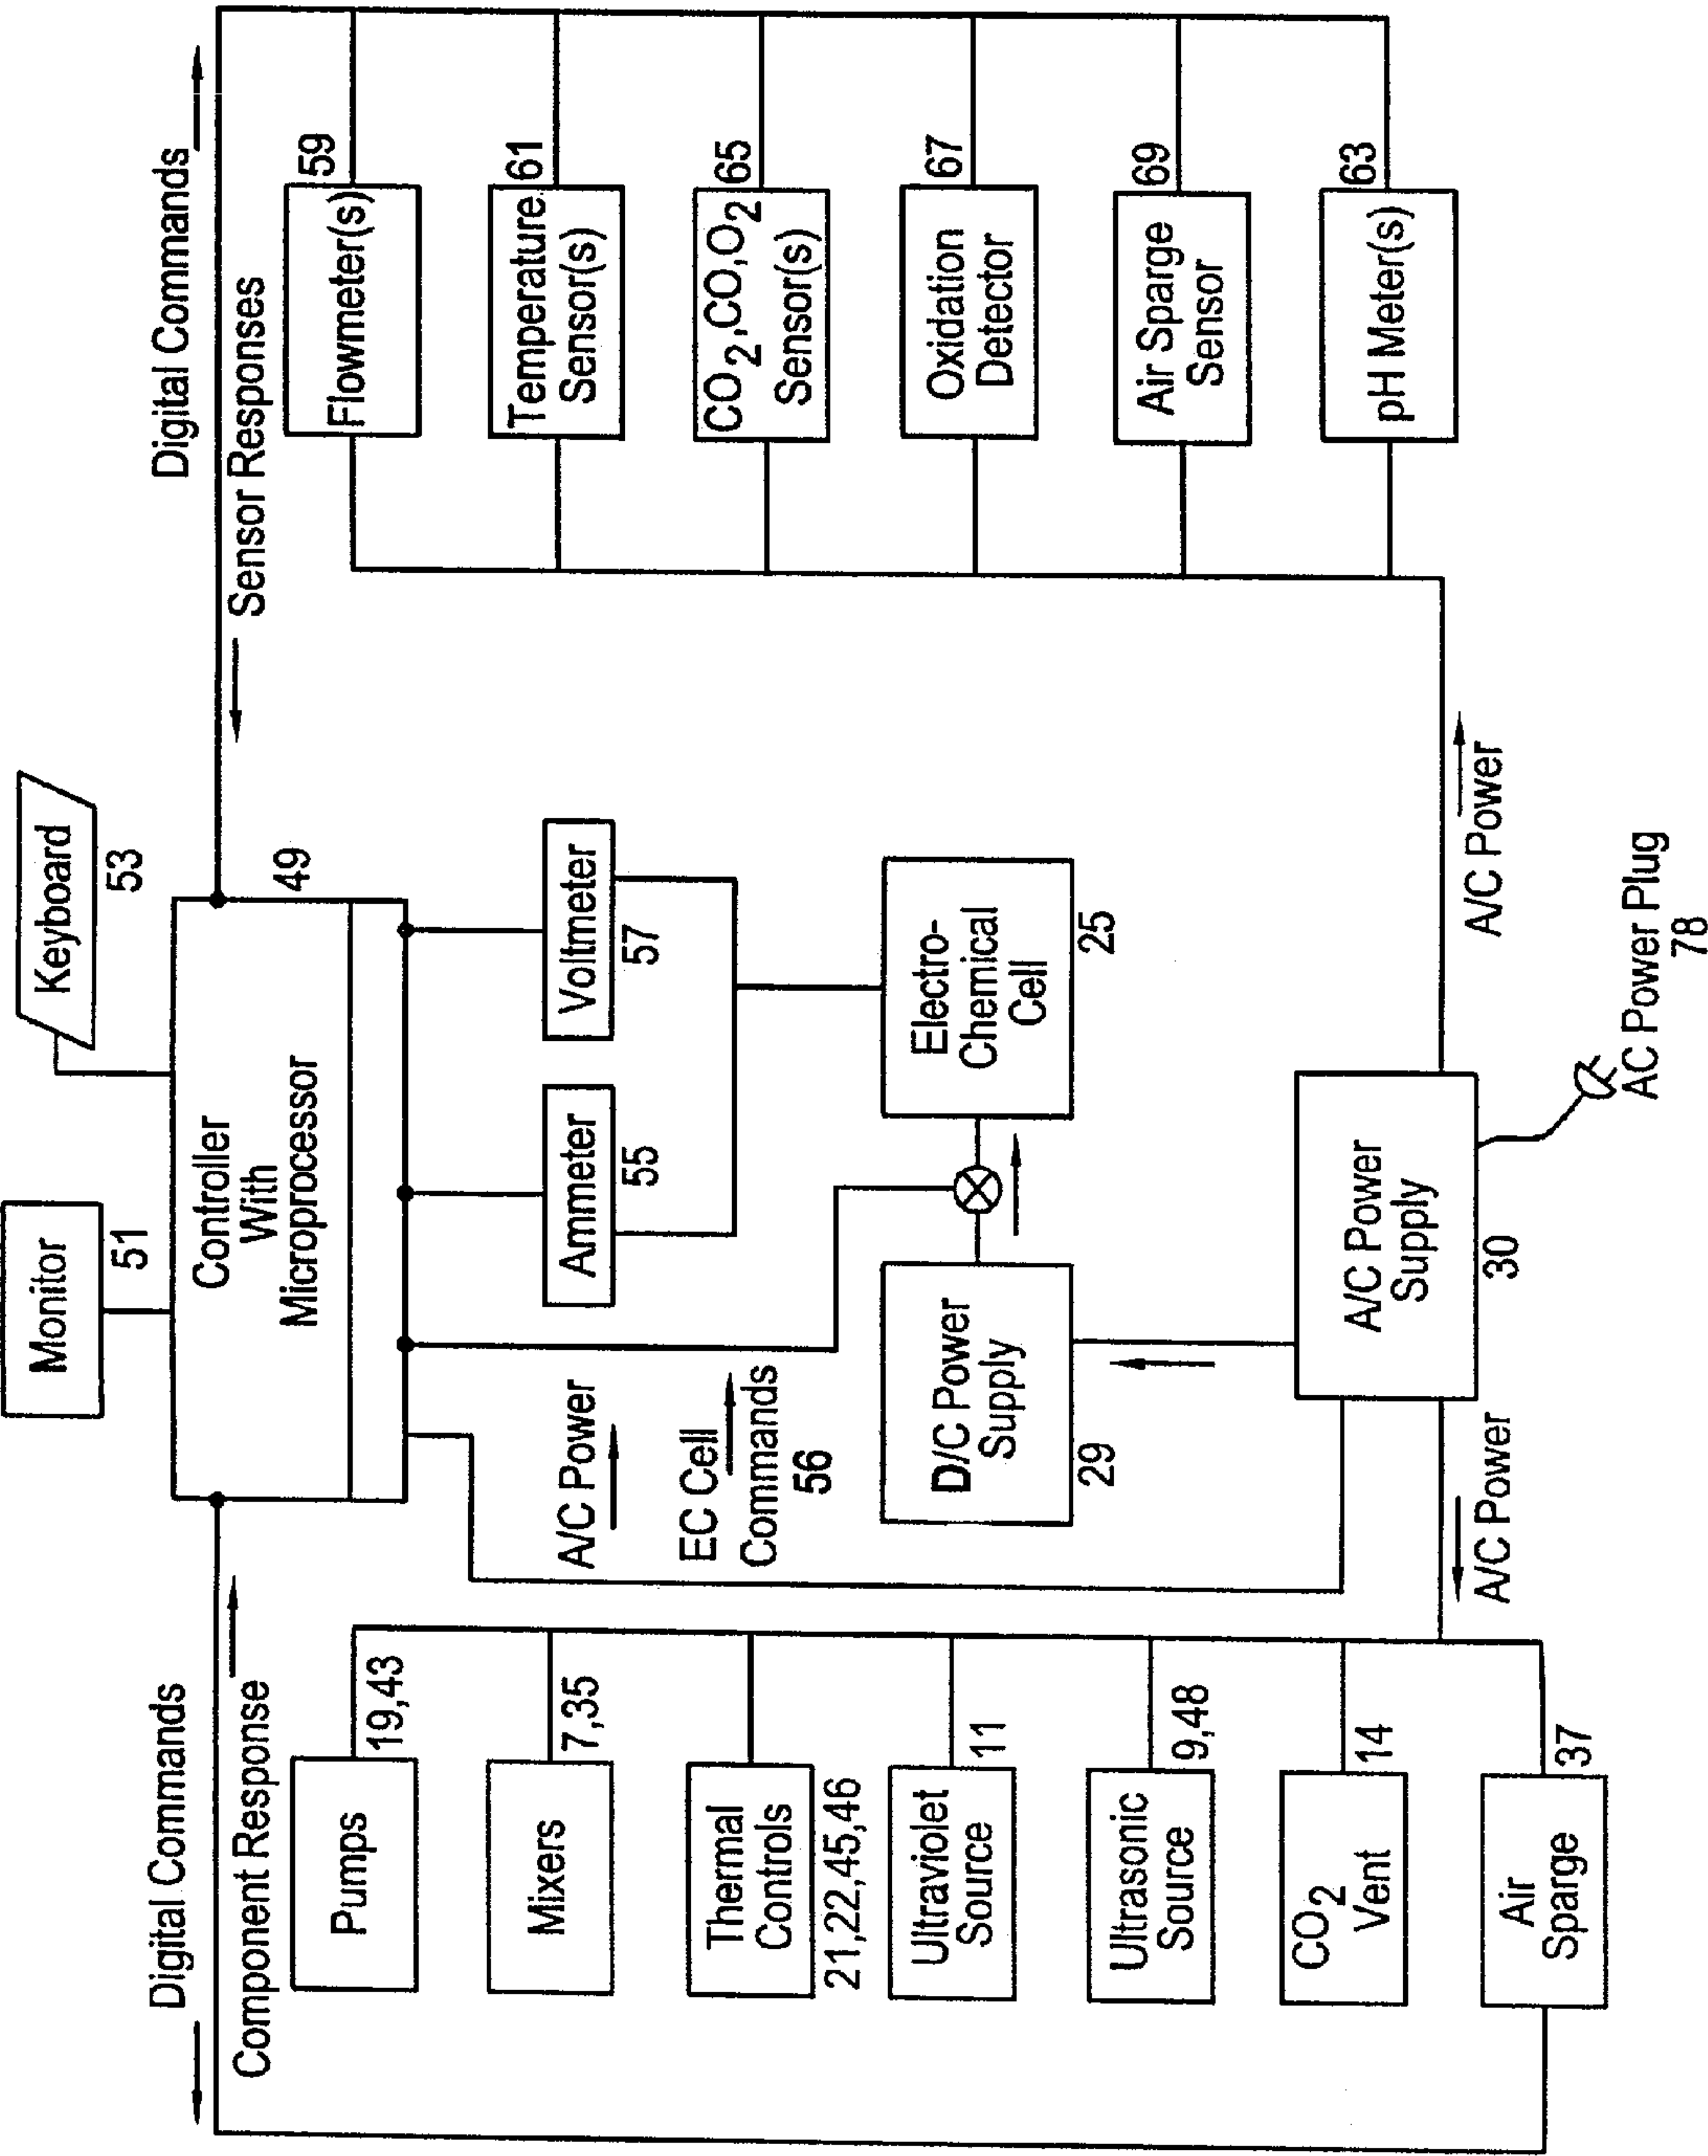 Monitor
51
Keyboard
53
Controller
With
Microprocessor
49
Digital Commands
Component Response
Digital Commands
Sensor Responses
Pumps
19,43
Mixers
7,35
Thermal
Controls
21,22,45,46
Ultraviolet
Source
11
Ultrasonic
Source
9,48
CO2
Vent
14
Air
Sparge
37
A/C Power
EC Cell
Commands
56
Ammeter
55
Voltmeter
57
D/C Power
Supply
29
Electro-
Chemical
Cell
25
A/C Power
Supply
30
A/C Power
A/C Power
AC Power Plug
78
Flowmeter(s)
59
Temperature
Sensor(s)
61
CO2,CO,O2
Sensor(s)
65
Oxidation
Detector
67
Air Sparge
Sensor
69
pH Meter(s)
63